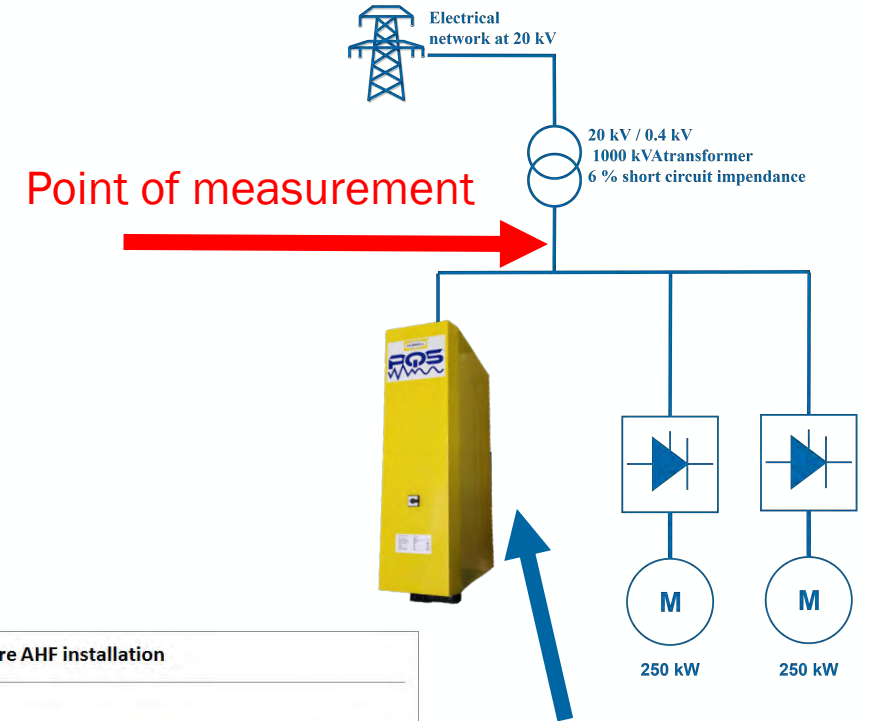 Electrical
network at 20 kV
20 kV / 0.4 kV
1000 kVAtransformer
6 % short circuit impendance
Point of measurement
AQS
M
M
250 kW
250 kW
re AHF installation